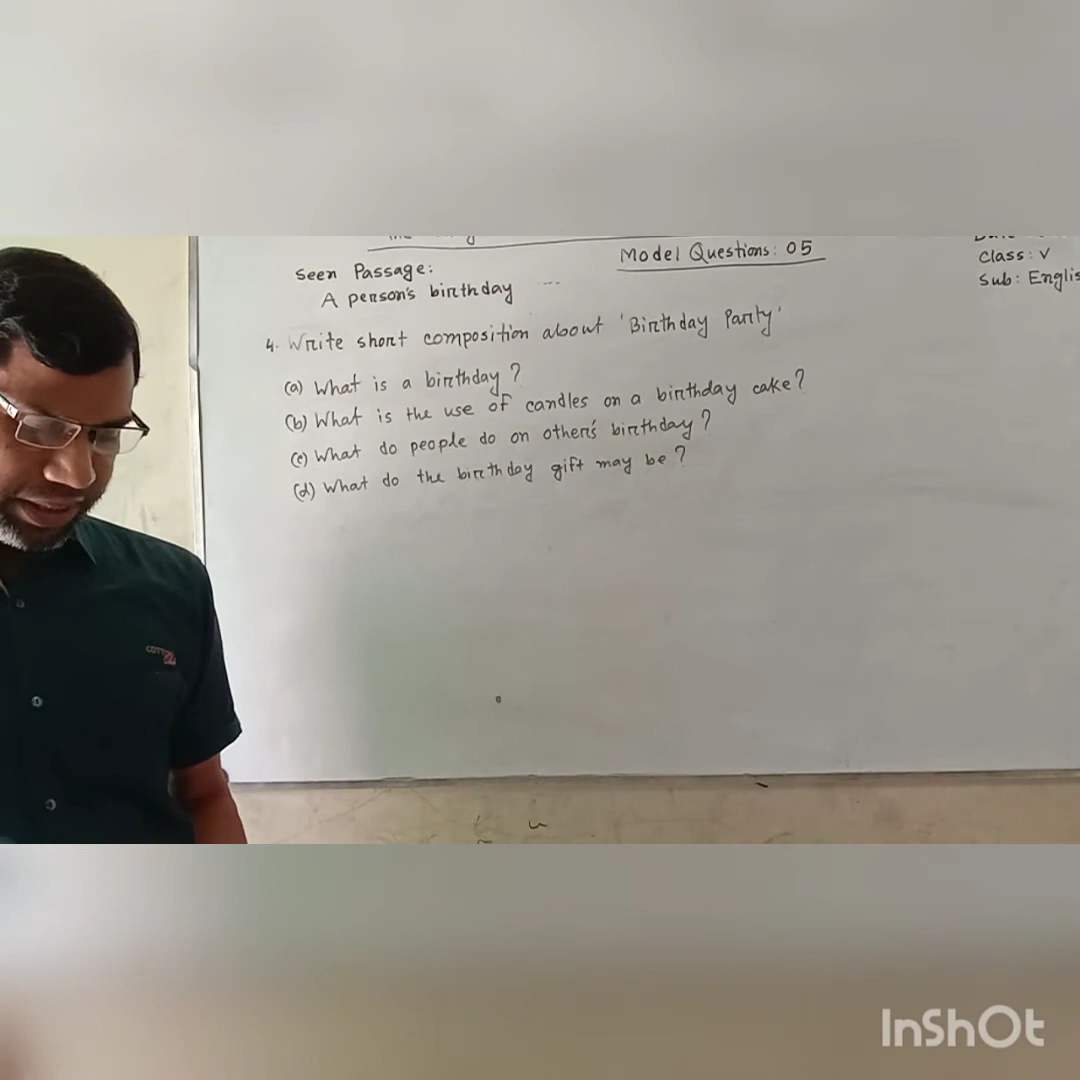 Model Questions: 05
Class: V
Sub: Englis
Seen Passage:
A person's birthday ...
4. Write short composition about 'Birthday Party'
(a) What is a birthday?
(b) What is the use of candles on a birthday cake?
(c) What do people do on other's birthday?
(d) What do the birthday gift may be?
InShOt